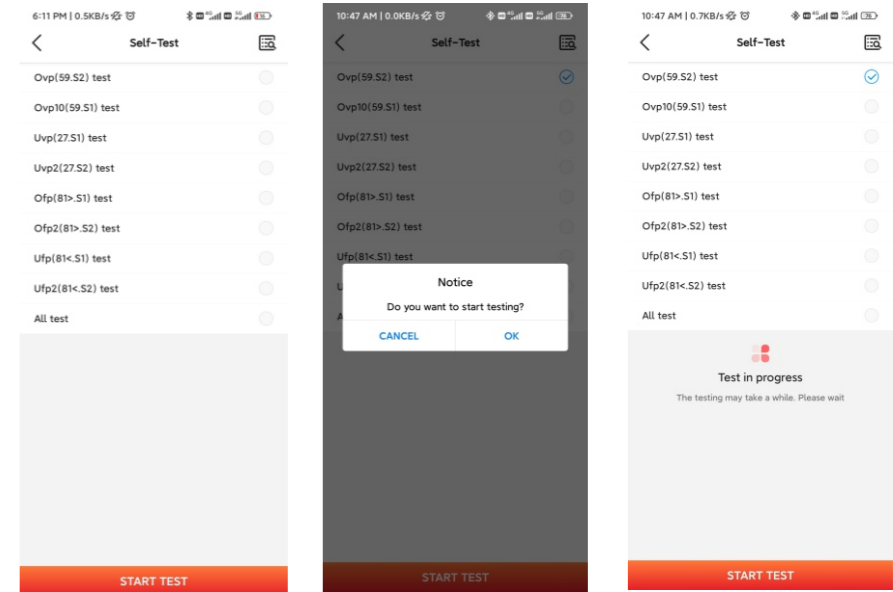 6:11 PM | 0.5KB/s
Self-Test
Ovp(59.S2) test
Ovp10(59.S1) test
Uvp(27.S1) test
Uvp2(27.S2) test
Ofp(81>.S1) test
Ofp2(81>.S2) test
Ufp(81<.S1) test
Ufp2(81<.S2) test
All test
START TEST
10:47 AM | 0.0KB/s
Self-Test
Ovp(59.S2) test
Ovp10(59.S1) test
Uvp(27.S1) test
Uvp2(27.S2) test
Ofp(81>.S1) test
Ofp2(81>.S2) test
Ufp(81<.S1) test
Notice
Do you want to start testing?
CANCEL OK
START TEST
10:47 AM | 0.7KB/s
Self-Test
Ovp(59.S2) test
Ovp10(59.S1) test
Uvp(27.S1) test
Uvp2(27.S2) test
Ofp(81>.S1) test
Ofp2(81>.S2) test
Ufp(81<.S1) test
Ufp2(81<.S2) test
All test
Test in progress
The testing may take a while. Please wait
START TEST